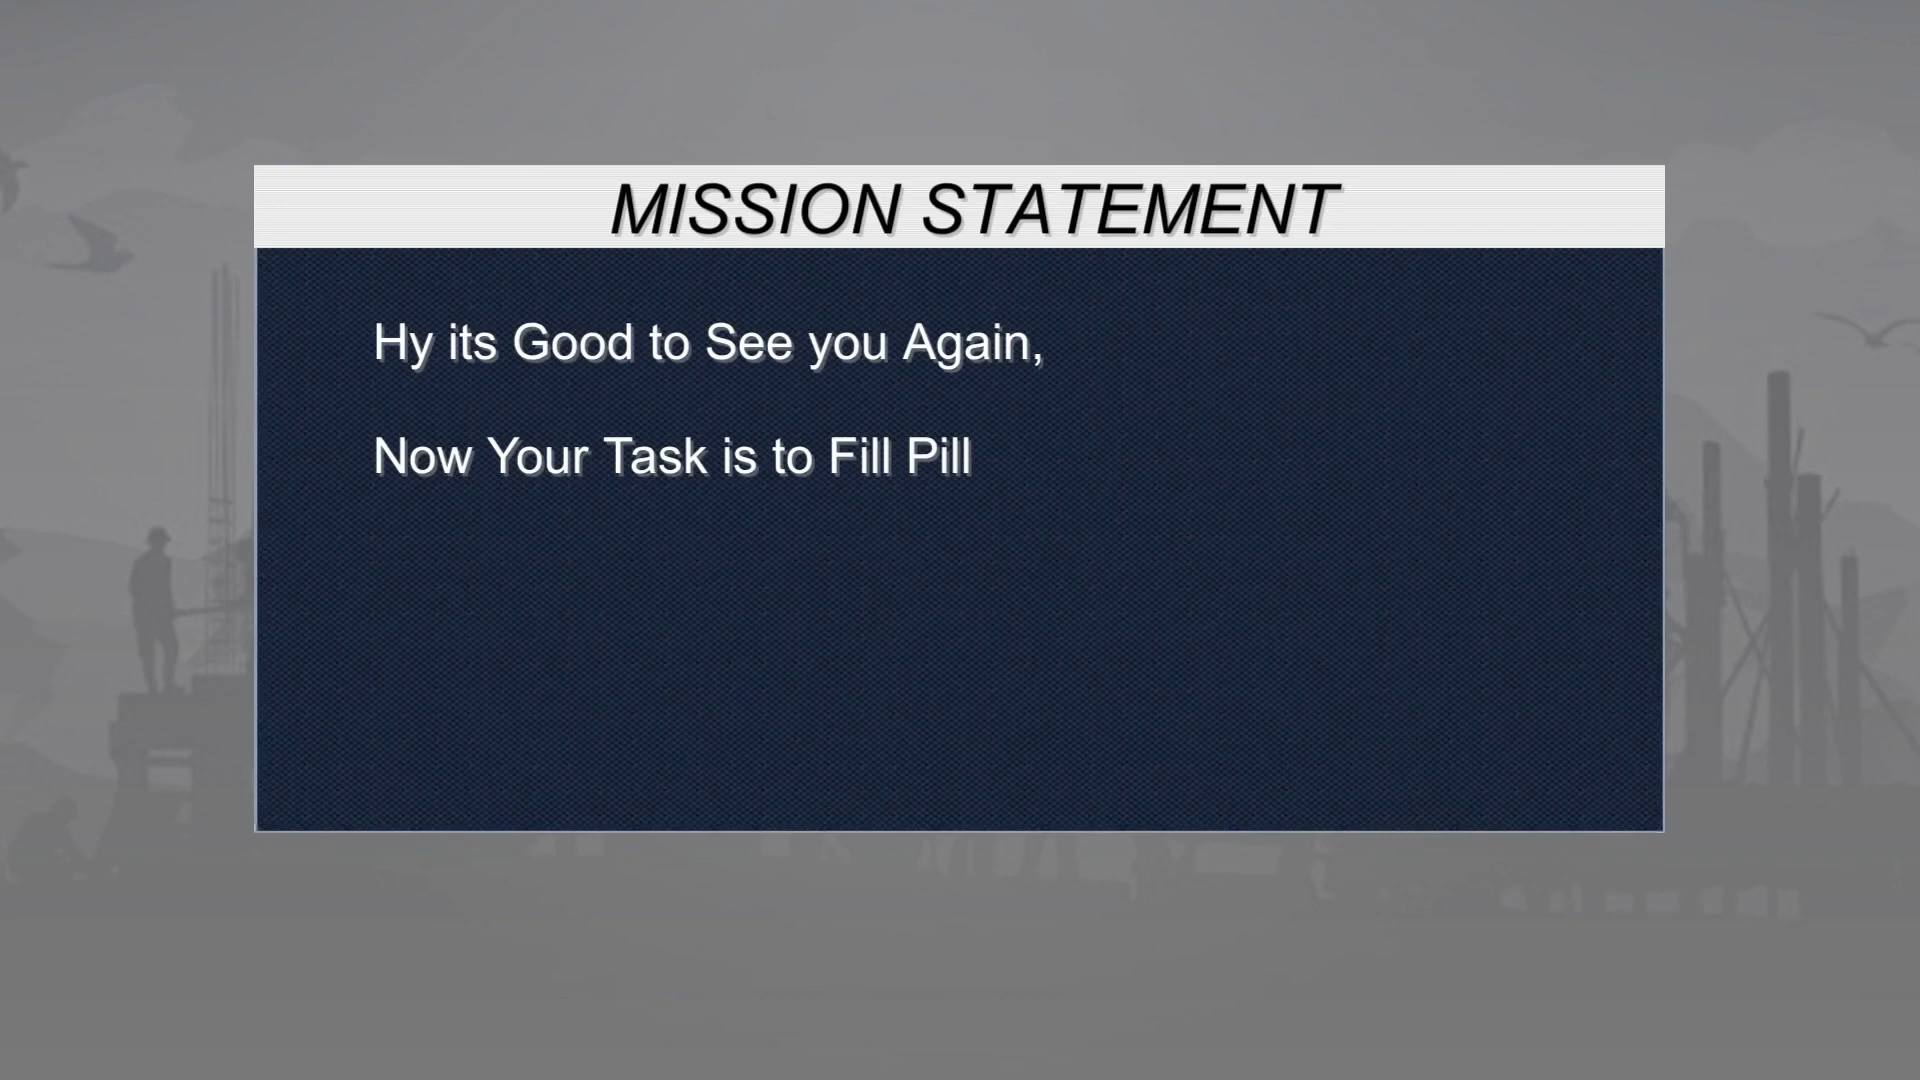 MISSION STATEMENT
Hy its Good to See you Again,
Now Your Task is to Fill Pill